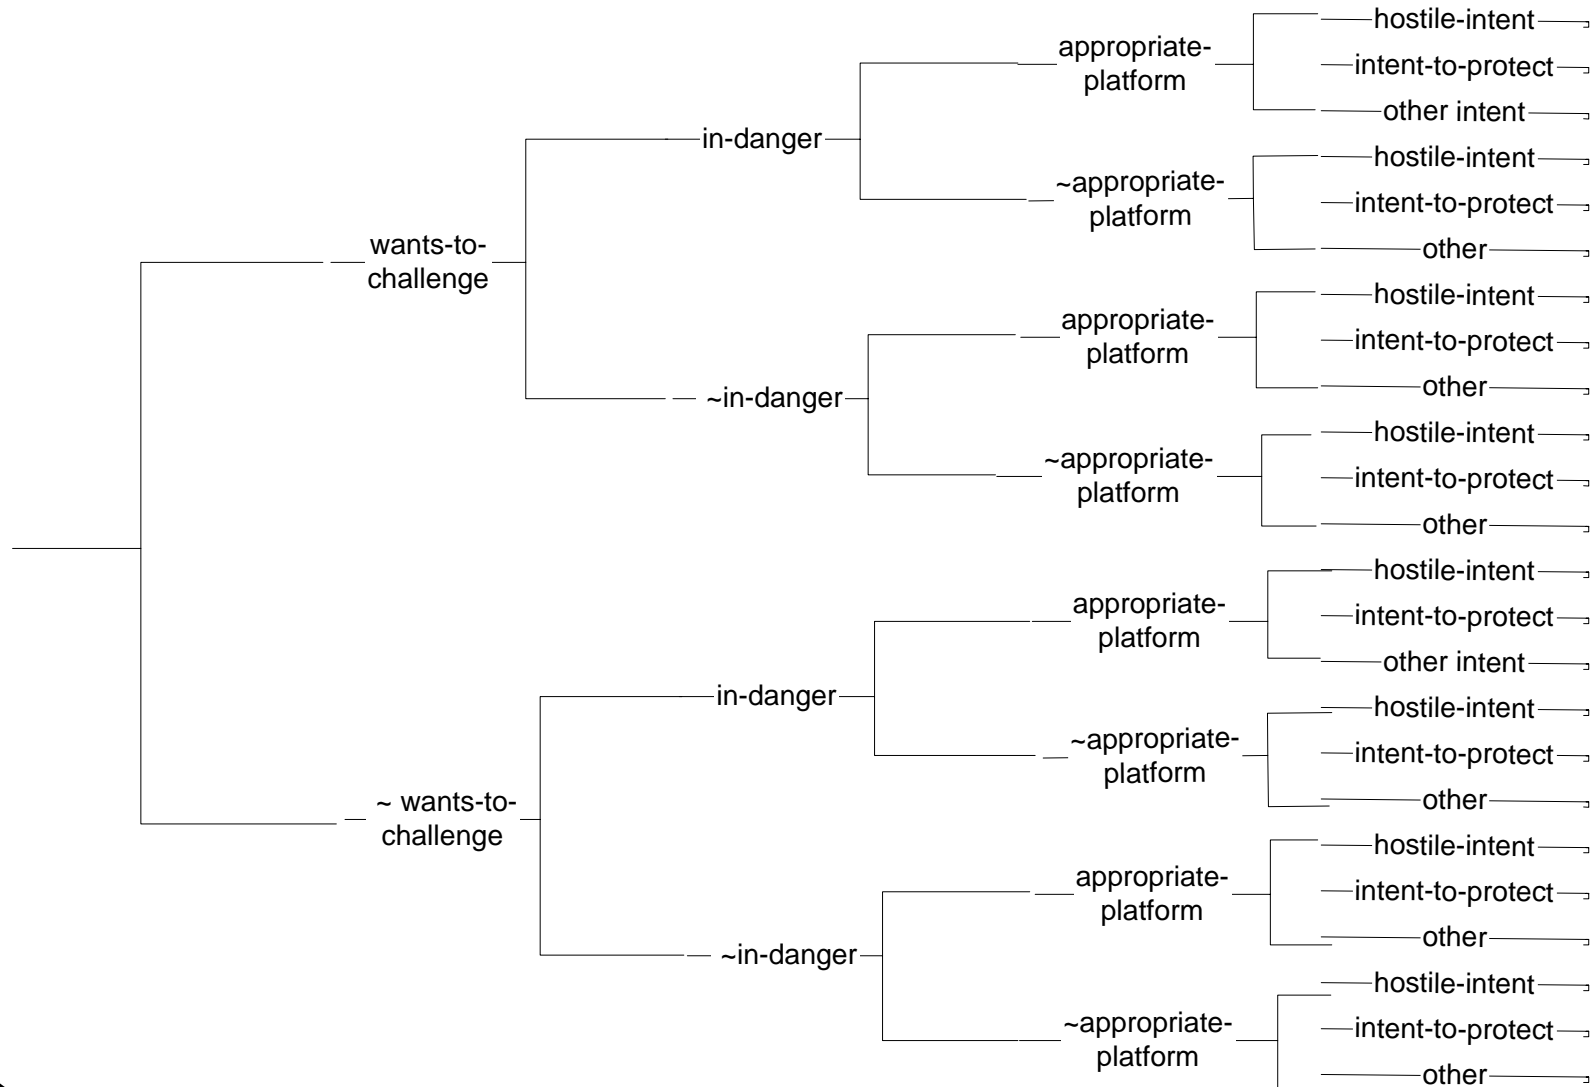 hostile-intent
appropriate-
platform
intent-to-protect
other intent
in-danger
hostile-intent
~appropriate-
platform
intent-to-protect
other
wants-to-
challenge
hostile-intent
appropriate-
platform
intent-to-protect
other
~in-danger
hostile-intent
~appropriate-
platform
intent-to-protect
other
hostile-intent
appropriate-
platform
intent-to-protect
other intent
in-danger
hostile-intent
~appropriate-
platform
intent-to-protect
other
~ wants-to-
challenge
hostile-intent
appropriate-
platform
intent-to-protect
other
~in-danger
hostile-intent
~appropriate-
platform
intent-to-protect
other